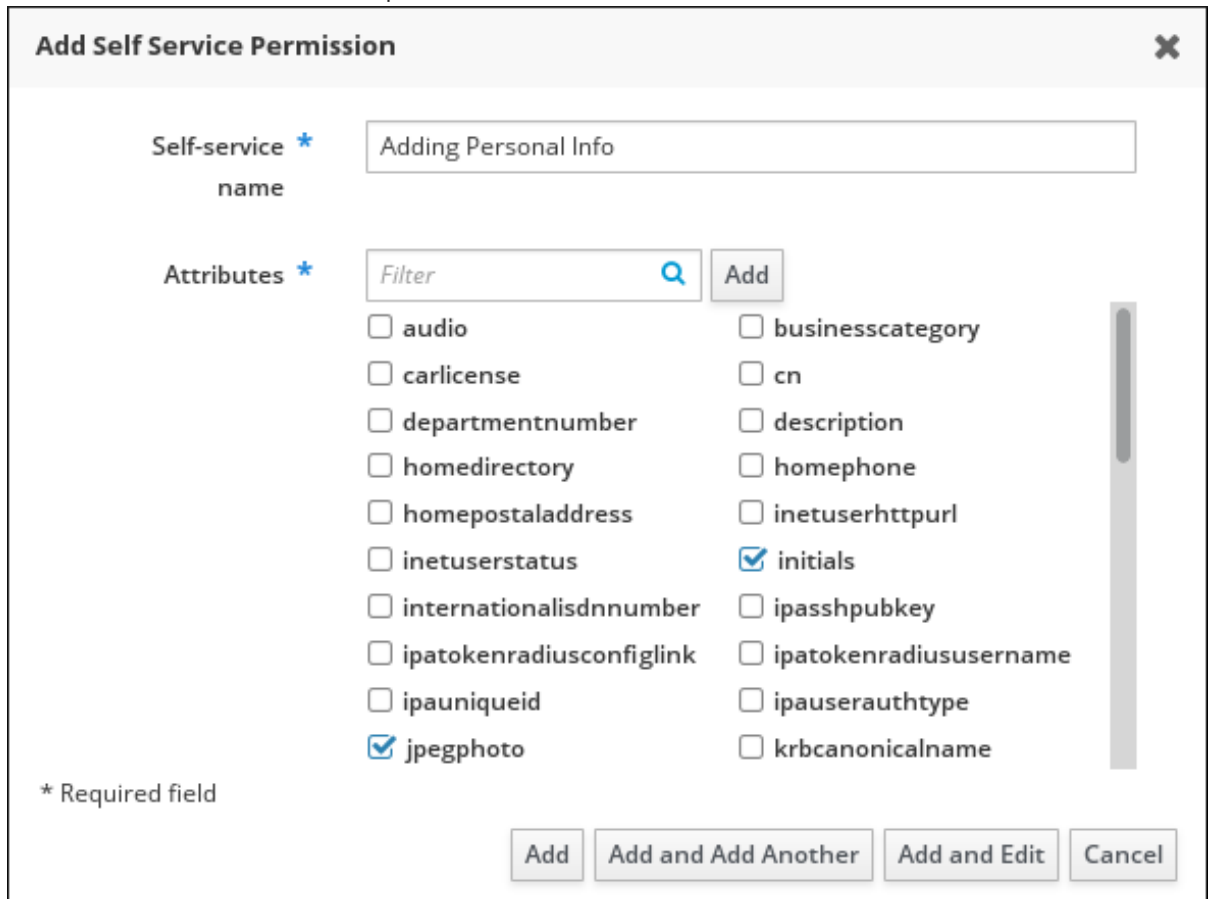 Add Self Service Permission
Self-service *
name
Adding Personal Info
Attributes *
Filter
Add
audio
businesscategory
carlicense
cn
departmentnumber
description
homedirectory
homephone
homepostaladdress
inetuserhttpurl
inetuserstatus
initials
internationalisdnnumber
ipasshpubkey
ipatokenradiusconfiglink
ipatokenradiususername
ipauniqueid
ipauserauthtype
jpegphoto
krbcanonicalname
* Required field
Add
Add and Add Another
Add and Edit
Cancel